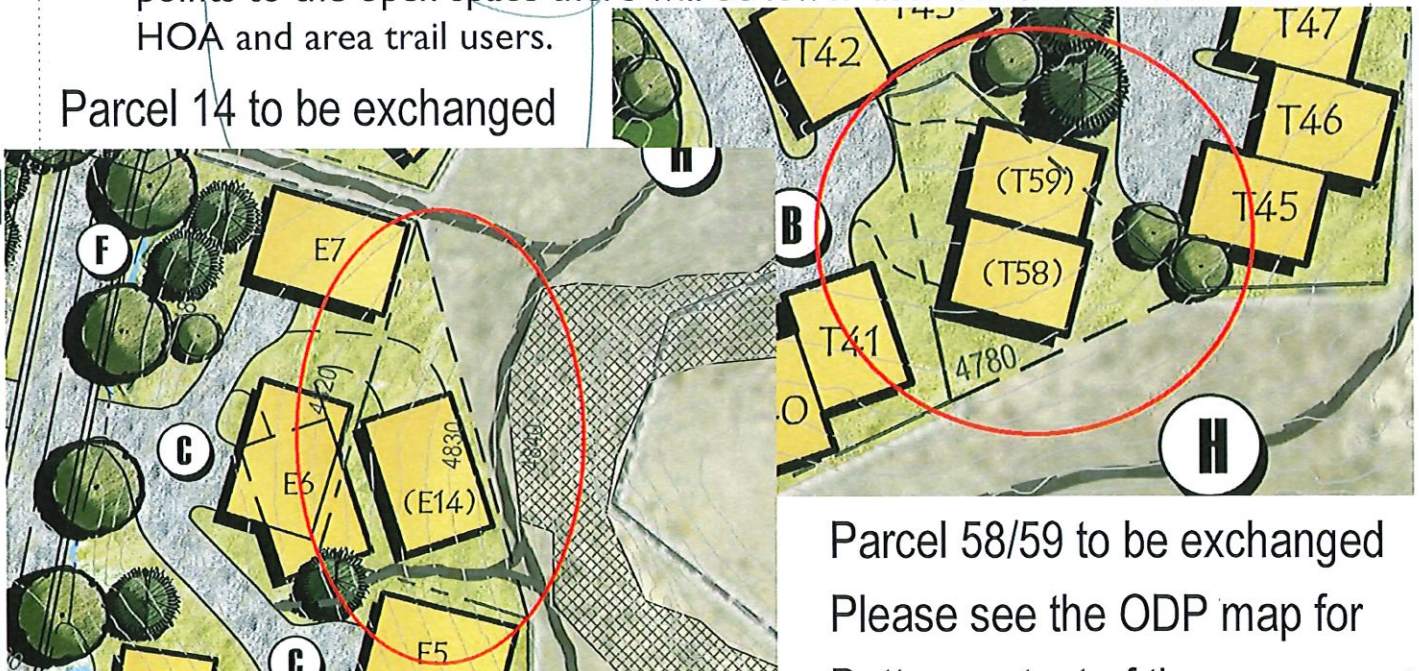 HOA and area trail users.
Parcel 14 to be exchanged
T42
T47
T46
(T59)
T45
B
(T58)
T41
4780
H
E7
F
C
E6
4830
(E14)
4840
E5
C
Parcel 58/59 to be exchanged
Please see the ODP map for